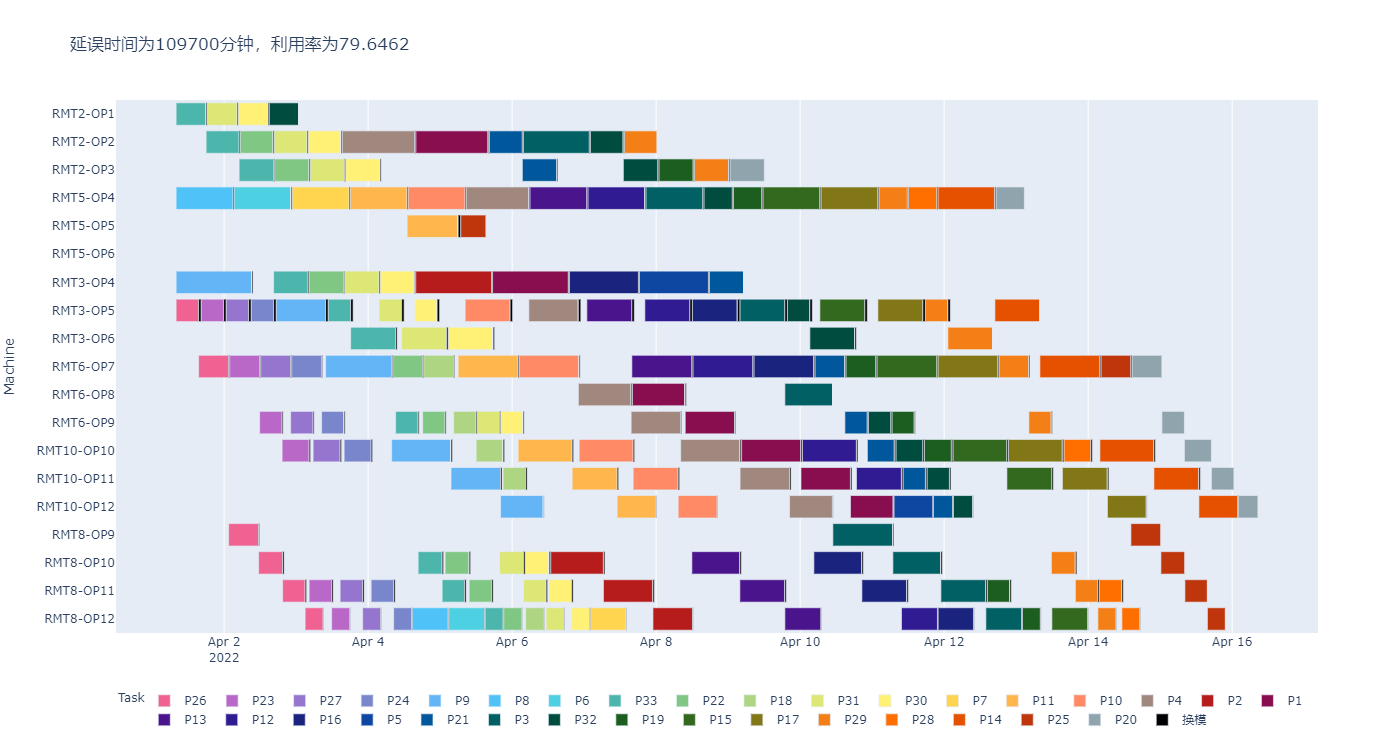 延误时间为109700分钟，利用率为79.6462
RMT2-OP1
RMT2-OP2
RMT2-OP3
RMT5-OP4
RMT5-OP5
RMT5-OP6
RMT3-OP4
RMT3-OP5
RMT3-OP6
RMT6-OP7
RMT6-OP8
RMT6-OP9
RMT10-OP10
RMT10-OP11
RMT10-OP12
RMT8-OP9
RMT8-OP10
RMT8-OP11
RMT8-OP12
Machine
Apr 2 Apr 4 Apr 6 Apr 8 Apr 10 Apr 12 Apr 14 Apr 16
2022
Task P26 P23 P27 P24 P9 P8 P6 P33 P22 P18 P31 P30 P7 P11 P10 P4 P2 P1
P13 P12 P16 P5 P21 P3 P32 P19 P15 P17 P29 P28 P14 P25 P20 换模